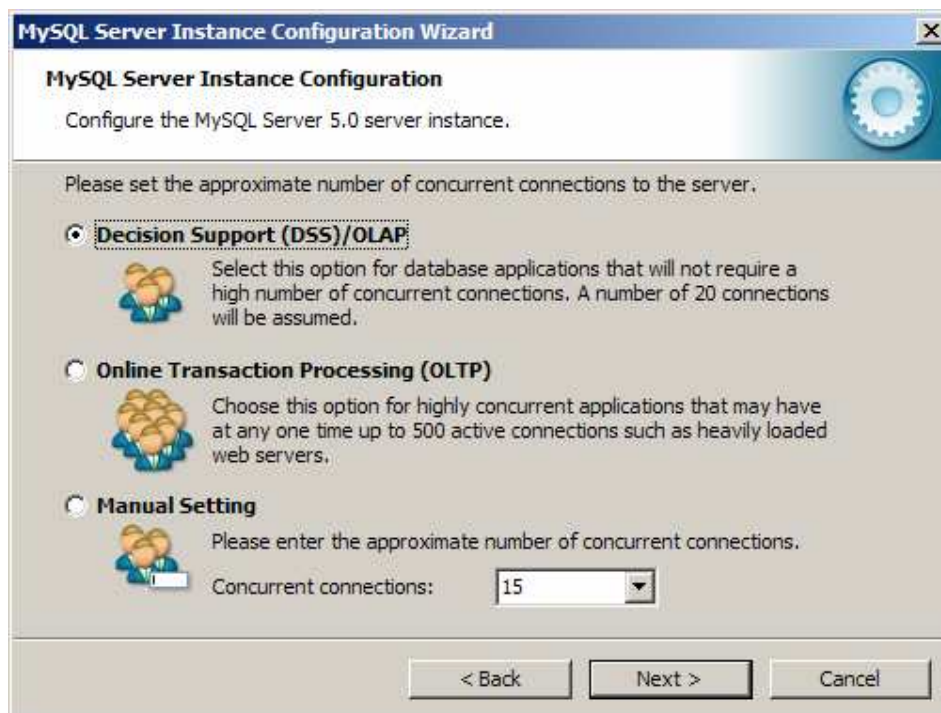 MySQL Server Instance Configuration Wizard
MySQL Server Instance Configuration
Configure the MySQL Server 5.0 server instance.
Please set the approximate number of concurrent connections to the server.
Decision Support (DSS)/OLAP
Select this option for database applications that will not require a
high number of concurrent connections. A number of 20 connections
will be assumed.
Online Transaction Processing (OLTP)
Choose this option for highly concurrent applications that may have
at any one time up to 500 active connections such as heavily loaded
web servers.
Manual Setting
Please enter the approximate number of concurrent connections.
Concurrent connections: 15
< Back Next > Cancel